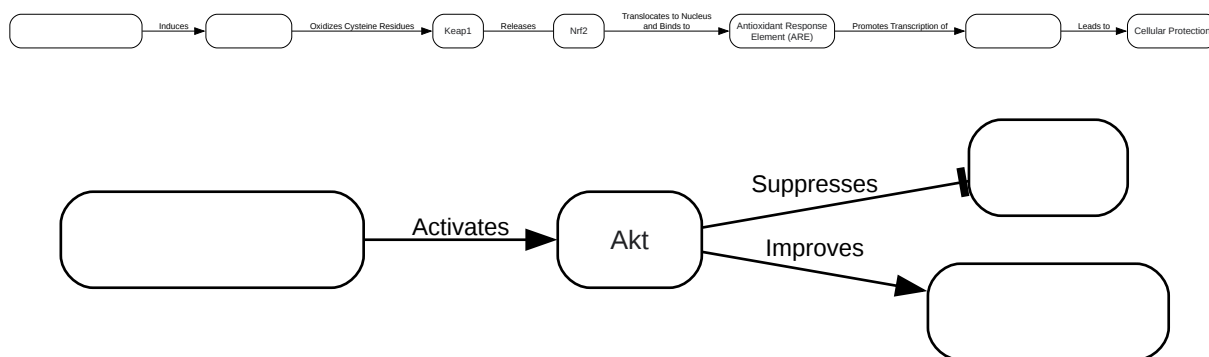 Induces
Oxidizes Cysteine Residues
Keap1
Releases
Nrf2
Translocates to Nucleus
and Binds to
Antioxidant Response
Element (ARE)
Promotes Transcription of
Leads to
Cellular Protection
Activates
Akt
Suppresses
Improves